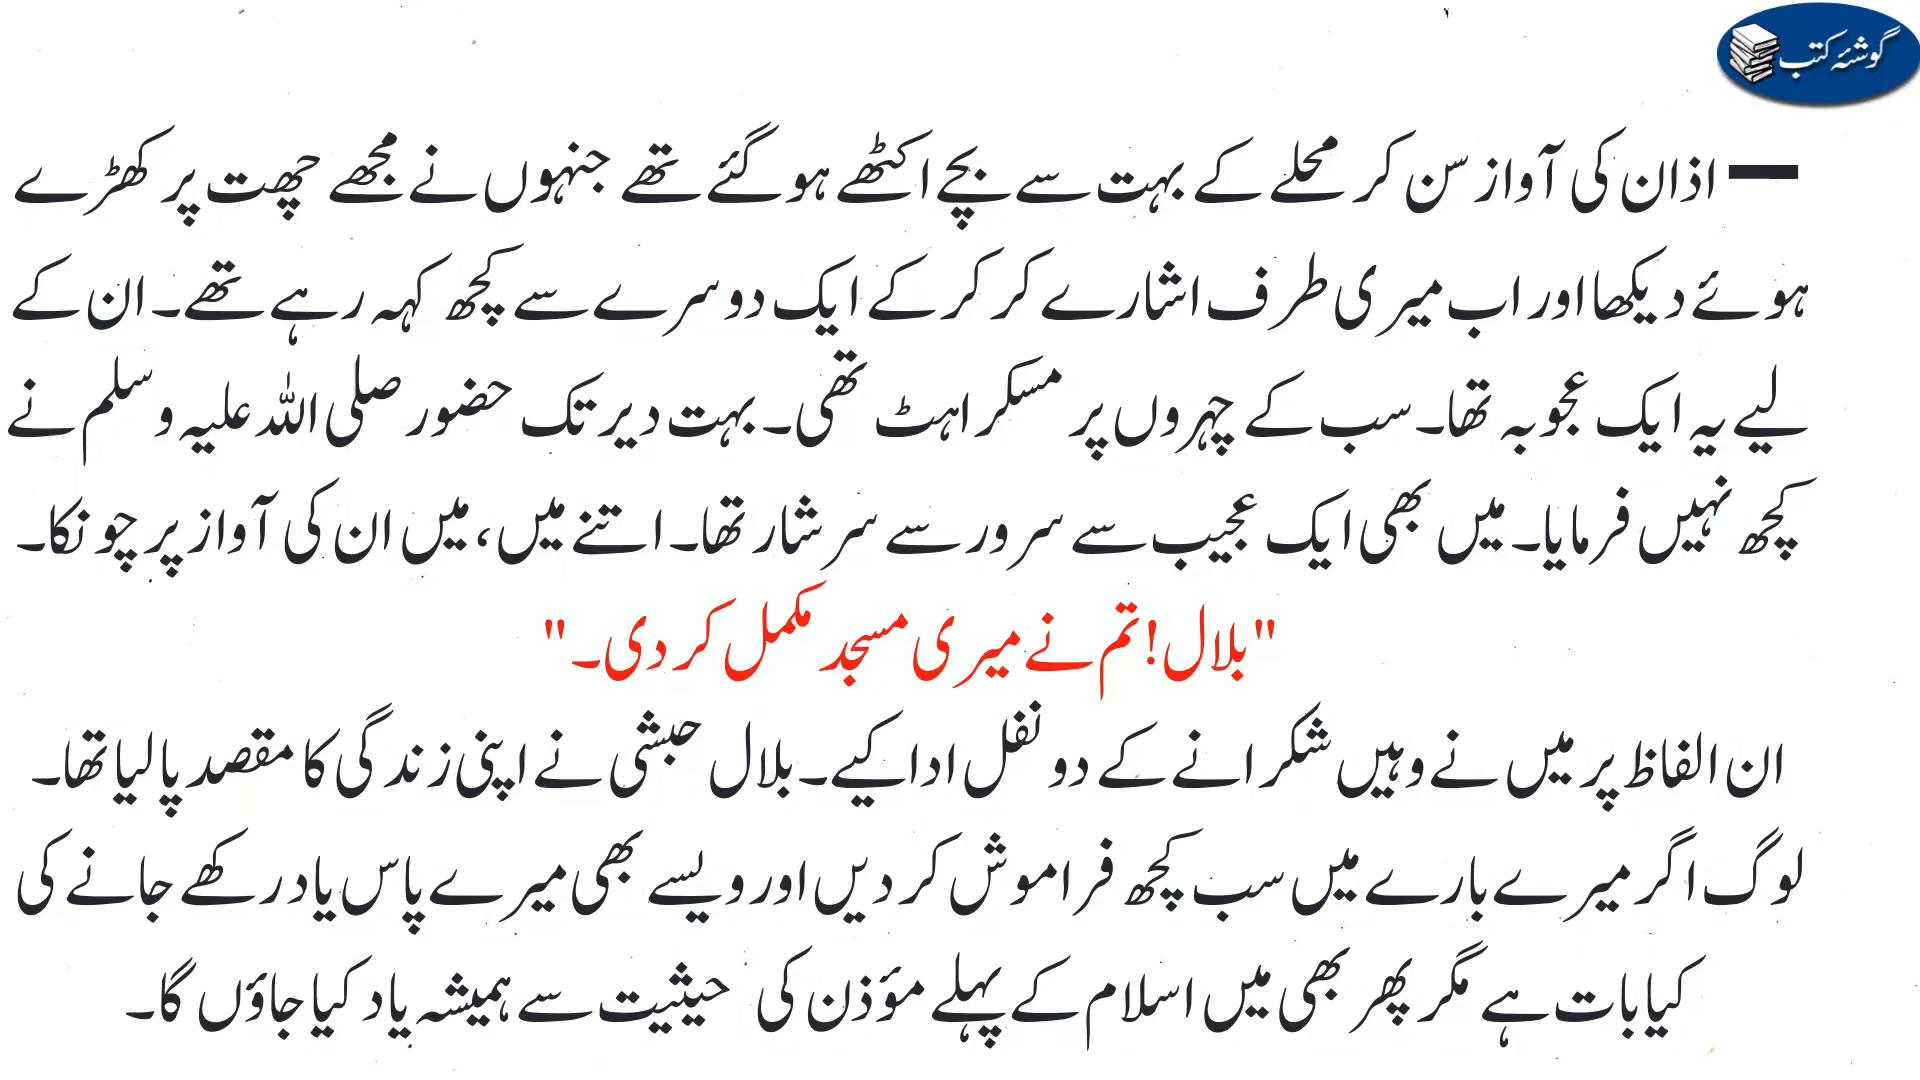 گوشئہ کتب
— اذان کی آواز سن کر محلے کے بہت سے بچے اکٹھے ہوگئے تھے جنہوں نے مجھے چھت پر کھڑے
ہوئے دیکھا اور اب میری طرف اشارے کر کر کے ایک دوسرے سے کچھ کہہ رہے تھے۔ ان کے
لیے یہ ایک عجوبہ تھا۔ سب کے چہروں پر مسکراہٹ تھی۔ بہت دیر تک حضور صلی اللہ علیہ وسلم نے
کچھ نہیں فرمایا۔ میں بھی ایک عجیب سے سرور سے سرشار تھا۔ اتنے میں، میں ان کی آواز پر چونکا۔
"بلال! تم نے میری مسجد مکمل کر دی۔"
ان الفاظ پر میں نے وہیں شکرانے کے دو نفل ادا کیے۔ بلال حبشی نے اپنی زندگی کا مقصد پا لیا تھا۔
لوگ اگر میرے بارے میں سب کچھ فراموش کر دیں اور ویسے بھی میرے پاس یاد رکھے جانے کی
کیا بات ہے مگر پھر بھی میں اسلام کے پہلے مؤذن کی حیثیت سے ہمیشہ یاد کیا جاؤں گا۔